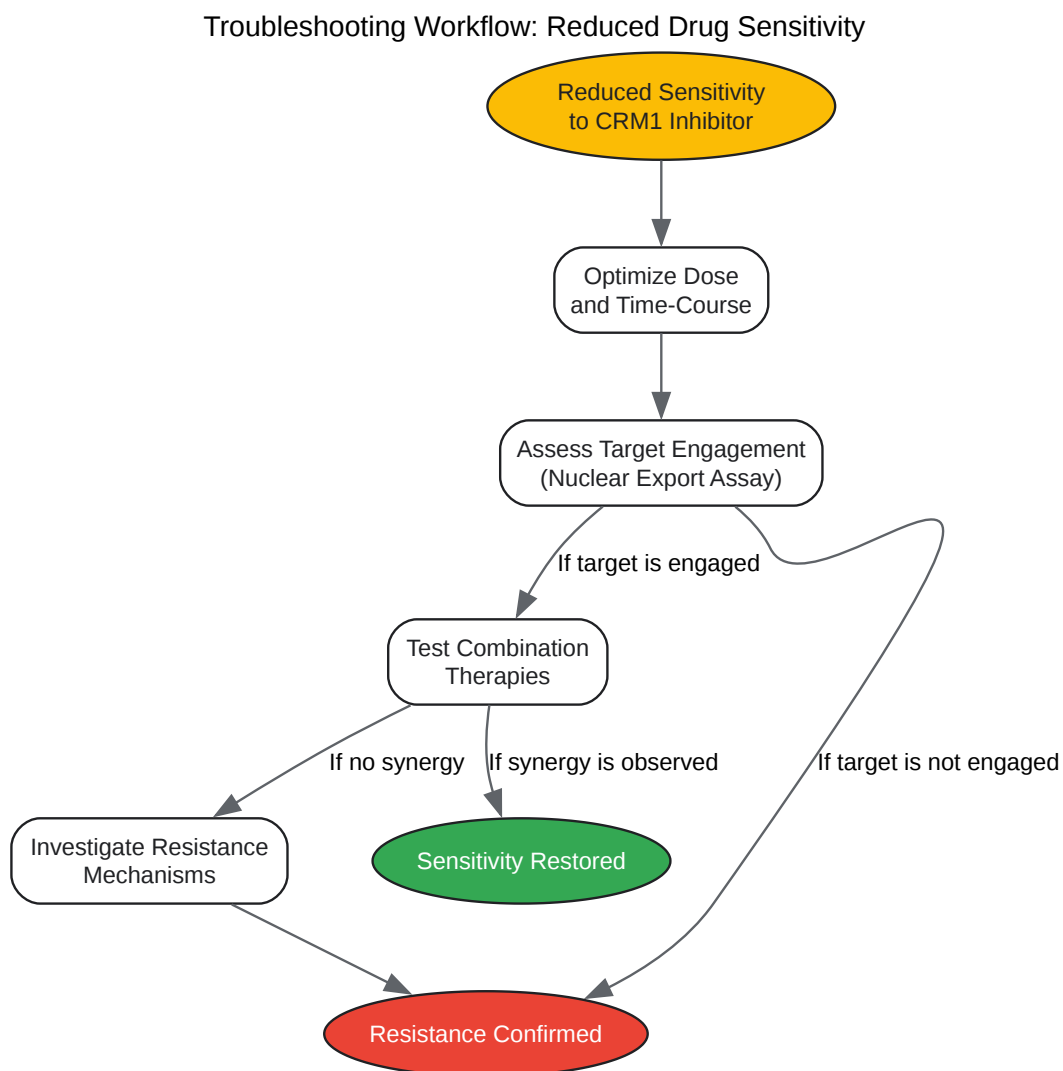 Troubleshooting Workflow: Reduced Drug Sensitivity
Reduced Sensitivity
to CRM1 Inhibitor
Optimize Dose
and Time-Course
Assess Target Engagement
(Nuclear Export Assay)
If target is engaged
Test Combination
Therapies
If no synergy
If synergy is observed
If target is not engaged
Investigate Resistance
Mechanisms
Sensitivity Restored
Resistance Confirmed